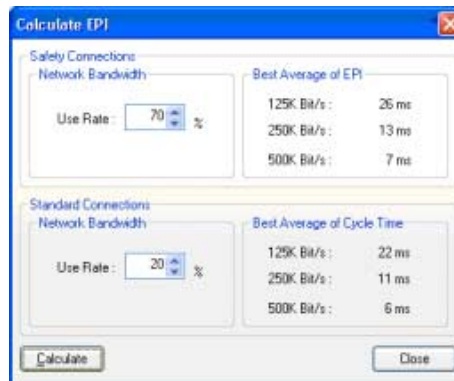 Calculate EPI
Safety Connections
Network Bandwidth
Use Rate : 70 %
Best Average of EPI
125K Bit/s : 26 ms
250K Bit/s : 13 ms
500K Bit/s : 7 ms
Standard Connections
Network Bandwidth
Use Rate : 20 %
Best Average of Cycle Time
125K Bit/s : 22 ms
250K Bit/s : 11 ms
500K Bit/s : 6 ms
Calculate
Close